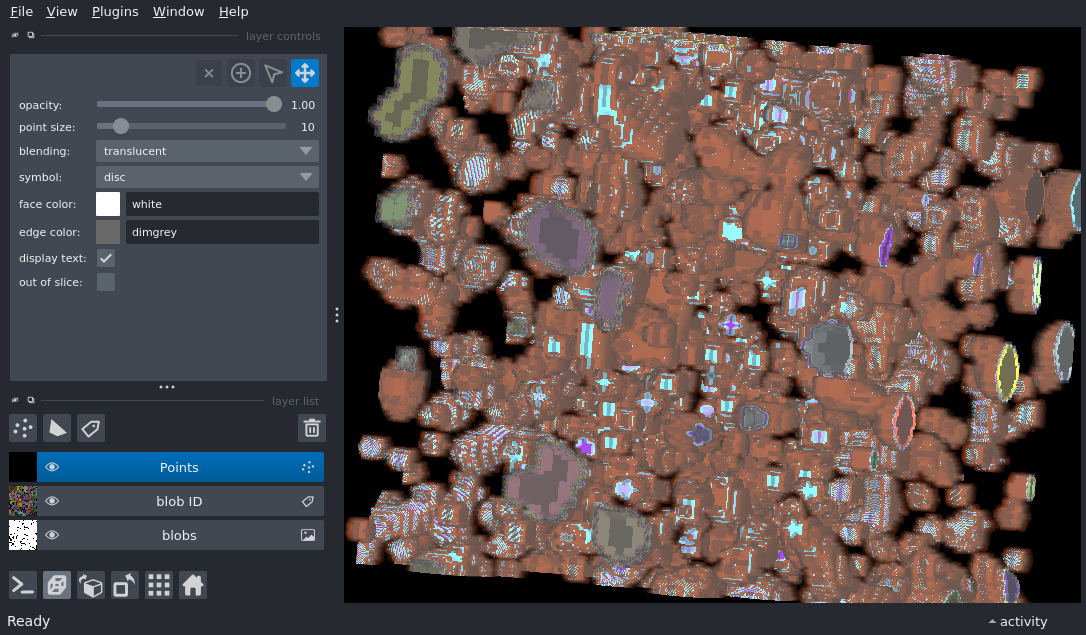 File View Plugins Window Help
layer controls
opacity: 1.00
point size: 10
blending: translucent
symbol: disc
face color: white
edge color: dimgrey
display text:
out of slice:
layer list
Points
blob ID
blobs
Ready activity